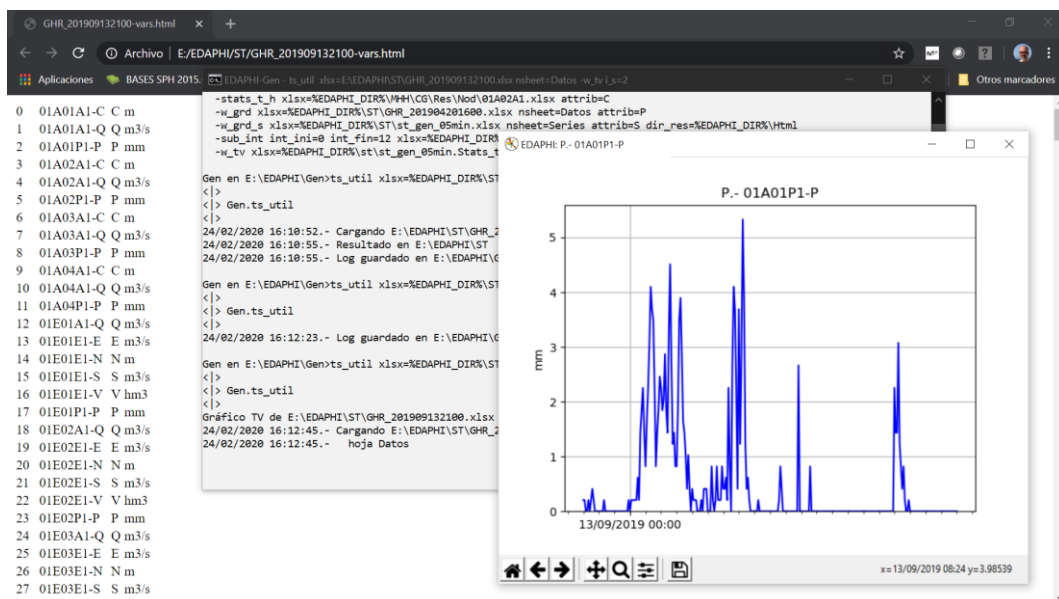 GHR_201909132100-vars.html
Archivo | E:/EDAPHI/ST/GHR_201909132100-vars.html
Aplicaciones BASES SPH 2015. Otros marcadores
0 01A01A1-C C m
1 01A01A1-Q Q m3/s
2 01A01P1-P P mm
3 01A02A1-C C m
4 01A02A1-Q Q m3/s
5 01A02P1-P P mm
6 01A03A1-C C m
7 01A03A1-Q Q m3/s
8 01A03P1-P P mm
9 01A04A1-C C m
10 01A04A1-Q Q m3/s
11 01A04P1-P P mm
12 01E01A1-Q Q m3/s
13 01E01E1-E E m3/s
14 01E01E1-N N m
15 01E01E1-S S m3/s
16 01E01E1-V V hm3
17 01E01P1-P P mm
18 01E02A1-Q Q m3/s
19 01E02E1-E E m3/s
20 01E02E1-N N m
21 01E02E1-S S m3/s
22 01E02E1-V V hm3
23 01E02P1-P P mm
24 01E03A1-Q Q m3/s
25 01E03E1-E E m3/s
26 01E03E1-N N m
27 01E03E1-S S m3/s
EDAPHI-Gen - ts_util xlsx=E:\EDAPHI\ST\GHR_201909132100.xlsx nsheet=Datos -w_tv i_s=2
-stats_t_h xlsx=%EDAPHI_DIR%\MHH\CG\Res\Nod\01A02A1.xlsx attrib=C
-w_grd xlsx=%EDAPHI_DIR%\ST\GHR_201904201600.xlsx nsheet=Datos attrib=P
-w_grd_s xlsx=%EDAPHI_DIR%\ST\st_gen_05min.xlsx nsheet=Series attrib=S dir_res=%EDAPHI_DIR%\Html
-sub_int int_ini=0 int_fin=12 xlsx=%EDAPHI_DIR%
-w_tv xlsx=%EDAPHI_DIR%\st\st_gen_05min.Stats_t
Gen en E:\EDAPHI\Gen>ts_util xlsx=%EDAPHI_DIR%\ST
<|>
<|> Gen.ts_util
<|>
24/02/2020 16:10:52.- Cargando E:\EDAPHI\ST\GHR_2
24/02/2020 16:10:55.- Resultado en E:\EDAPHI\ST
24/02/2020 16:10:55.- Log guardado en E:\EDAPHI\G
Gen en E:\EDAPHI\Gen>ts_util xlsx=%EDAPHI_DIR%\ST
<|>
<|> Gen.ts_util
<|>
24/02/2020 16:12:23.- Log guardado en E:\EDAPHI\G
Gen en E:\EDAPHI\Gen>ts_util xlsx=%EDAPHI_DIR%\ST
<|>
<|> Gen.ts_util
<|>
Gráfico TV de E:\EDAPHI\ST\GHR_201909132100.xlsx
24/02/2020 16:12:45.- Cargando E:\EDAPHI\ST\GHR_2
24/02/2020 16:12:45.- hoja Datos
EDAPHI: P.- 01A01P1-P
P.- 01A01P1-P
5
4
3
2
1
0
mm
13/09/2019 00:00
x=13/09/2019 08:24 y=3.98539